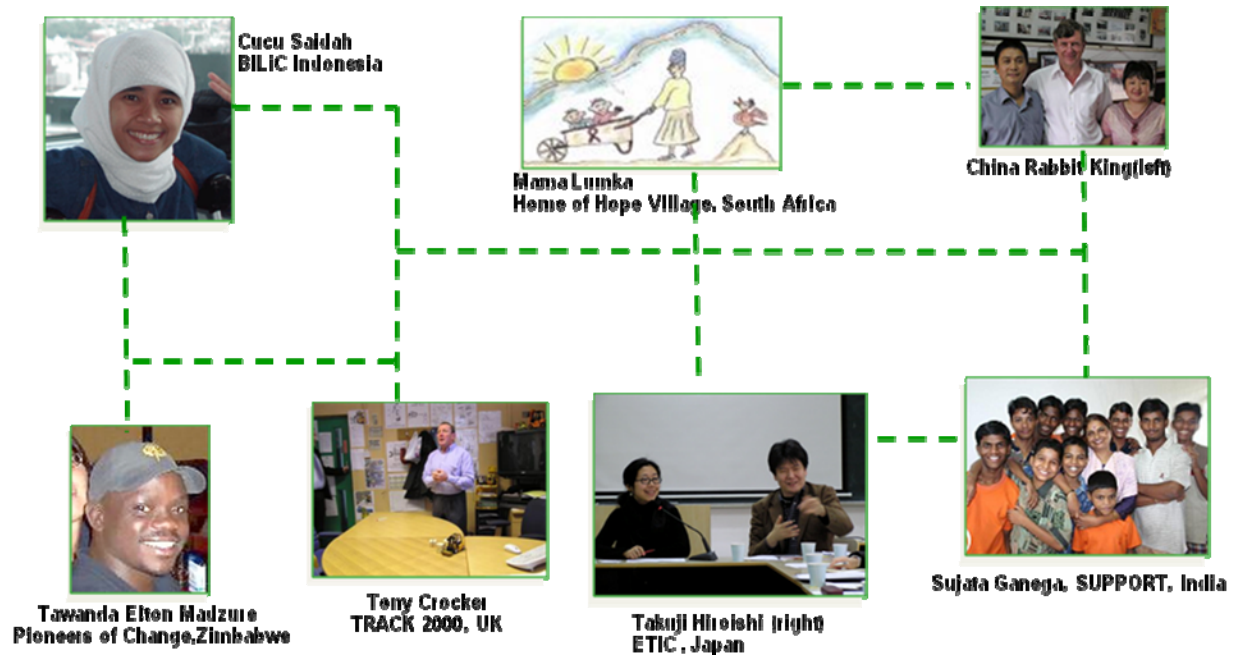 Cucu Saidah
BILiC Indonesia
Mama Lumka
Home of Hope Village, South Africa
China Rabbit King(left)
Tawanda Elton Madzure
Pioneers of Change,Zimbabwe
Tony Crocker
TRACK 2000, UK
Takuji Hiroishi (right)
ETIC , Japan
Sujata Ganega, SUPPORT, India